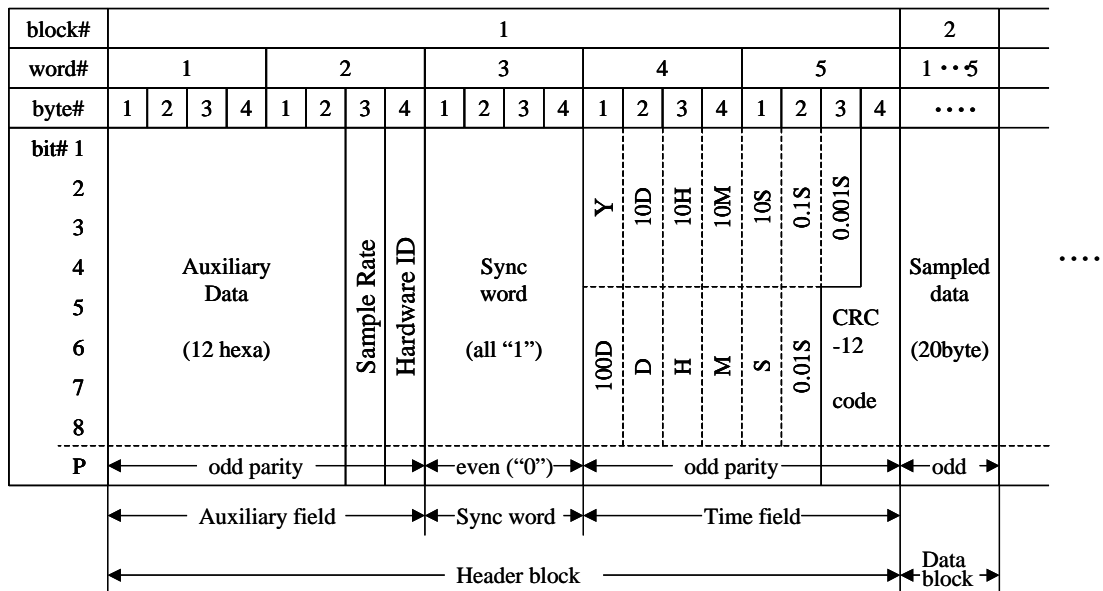 block# 1 2
word# 1 2 3 4 5 1 ••• 5
byte# 1 2 3 4 1 2 3 4 1 2 3 4 1 2 3 4 1 2 3 4 ••••
bit# 1
2
3
4
5
6
7
8
P
Auxiliary
Data
(12 hexa)
Sample Rate
Hardware ID
Sync
word
(all “1”)
Y 10D 10H 10M 10S 0.1S 0.001S
100D D H M S 0.01S
CRC
-12
code
Sampled
data
(20byte)
••••
odd parity even (“0”) odd parity odd
Auxiliary field Sync word Time field
Header block Data
block